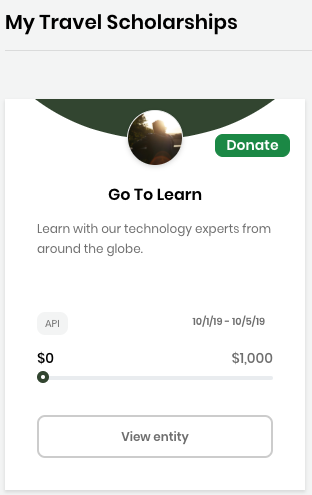 My Travel Scholarships
Donate
Go To Learn
Learn with our technology experts from
around the globe.
API
10/1/19 - 10/5/19
$0
$1,000
View entity